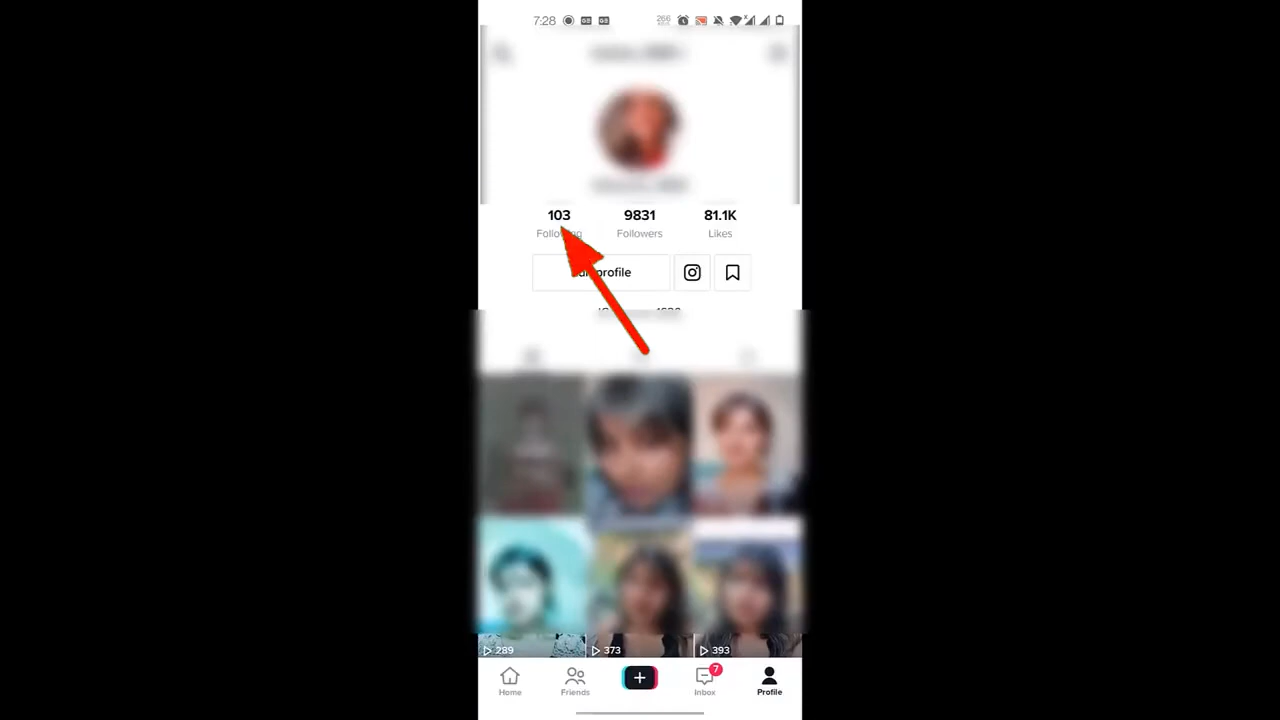 7:28
103 9831 81.1K
Followers Likes
profile
289 373 393
7
Home Friends Inbox Profile